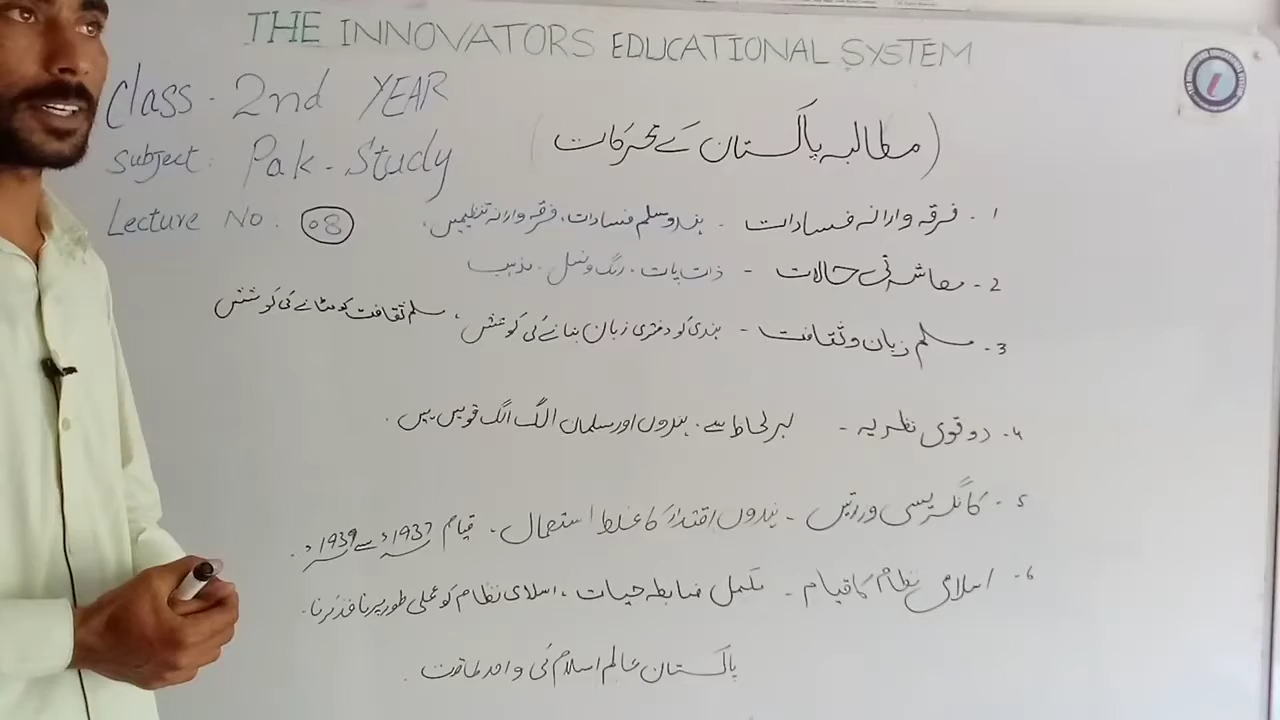 THE INNOVATORS EDUCATIONAL SYSTEM
Class - 2nd YEAR
Subject: Pak-Study
Lecture No: 08
(مطالبہ پاکستان کے محرکات)
1۔ فرقہ وارانہ فسادات - ہندو مسلم فسادات، فرقہ وارانہ تنظیمیں،
2۔ معاشرتی حالات - ذات پات، رنگ و نسل، مذہب
3۔ مسلم زبان و ثقافت - ہندی کو دفتری زبان بنانے کی کوشش، مسلم ثقافت کو مٹانے کی کوشش
4۔ دو قومی نظریہ - ہر لحاظ سے، ہندوں اور مسلمان الگ الگ قومیں ہیں۔
5۔ کانگریسی وزارتیں - ہندوں اقتدار کا غلط استعمال، قیام 1937ء سے 1939ء۔
6۔ اسلامی نظام کا قیام - مکمل ضابطہ حیات، اسلامی نظام کو عملی طور پر نافذ کرنا۔
پاکستان عالم اسلام کی واحد طاقت۔